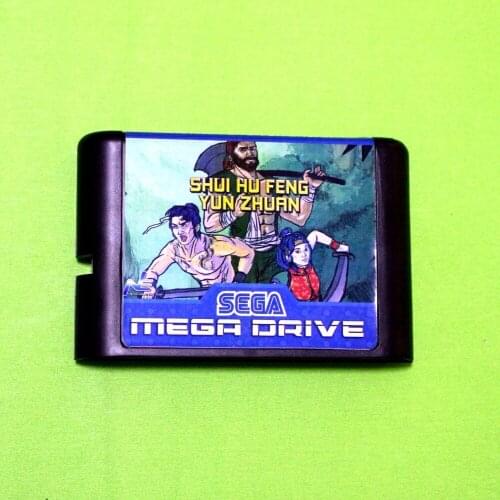 SHUI HU FENG
YUN ZHUAN
SEGA
MEGA DRIVE